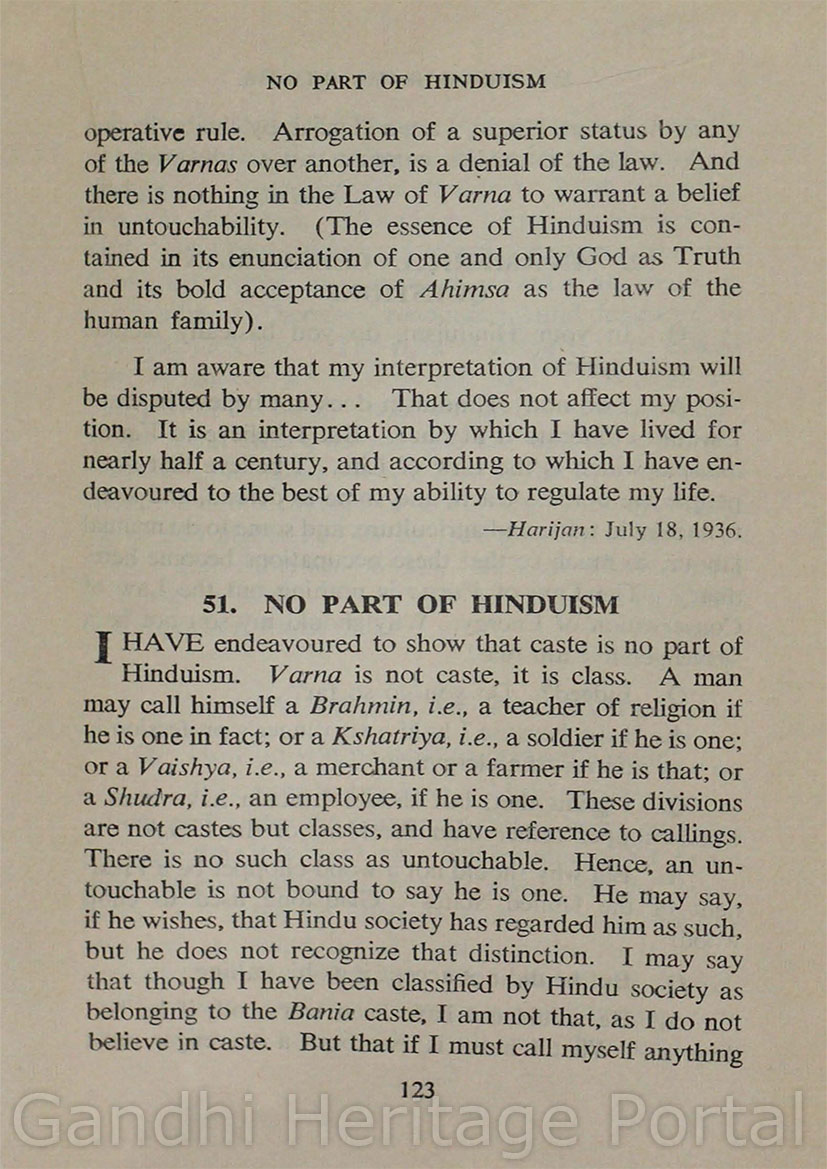 NO PART OF HINDUISM
operative rule. Arrogation of a superior status by any
of the Varnas over another, is a denial of the law. And
there is nothing in the Law of Varna to warrant a belief
in untouchability. (The essence of Hinduism is con-
tained in its enunciation of one and only God as Truth
and its bold acceptance of Ahimsa as the law of the
human family).
I am aware that my interpretation of Hinduism will
be disputed by many... That does not affect my posi-
tion. It is an interpretation by which I have lived for
nearly half a century, and according to which I have en-
deavoured to the best of my ability to regulate my life.
—Harijan: July 18, 1936.
51. NO PART OF HINDUISM
I HAVE endeavoured to show that caste is no part of
Hinduism. Varna is not caste, it is class. A man
may call himself a Brahmin, i.e., a teacher of religion if
he is one in fact; or a Kshatriya, i.e., a soldier if he is one;
or a Vaishya, i.e., a merchant or a farmer if he is that; or
a Shudra, i.e., an employee, if he is one. These divisions
are not castes but classes, and have reference to callings.
There is no such class as untouchable. Hence, an un-
touchable is not bound to say he is one. He may say,
if he wishes, that Hindu society has regarded him as such,
but he does not recognize that distinction. I may say
that though I have been classified by Hindu society as
belonging to the Bania caste, I am not that, as I do not
believe in caste. But that if I must call myself anything
123
Gandhi Heritage Portal